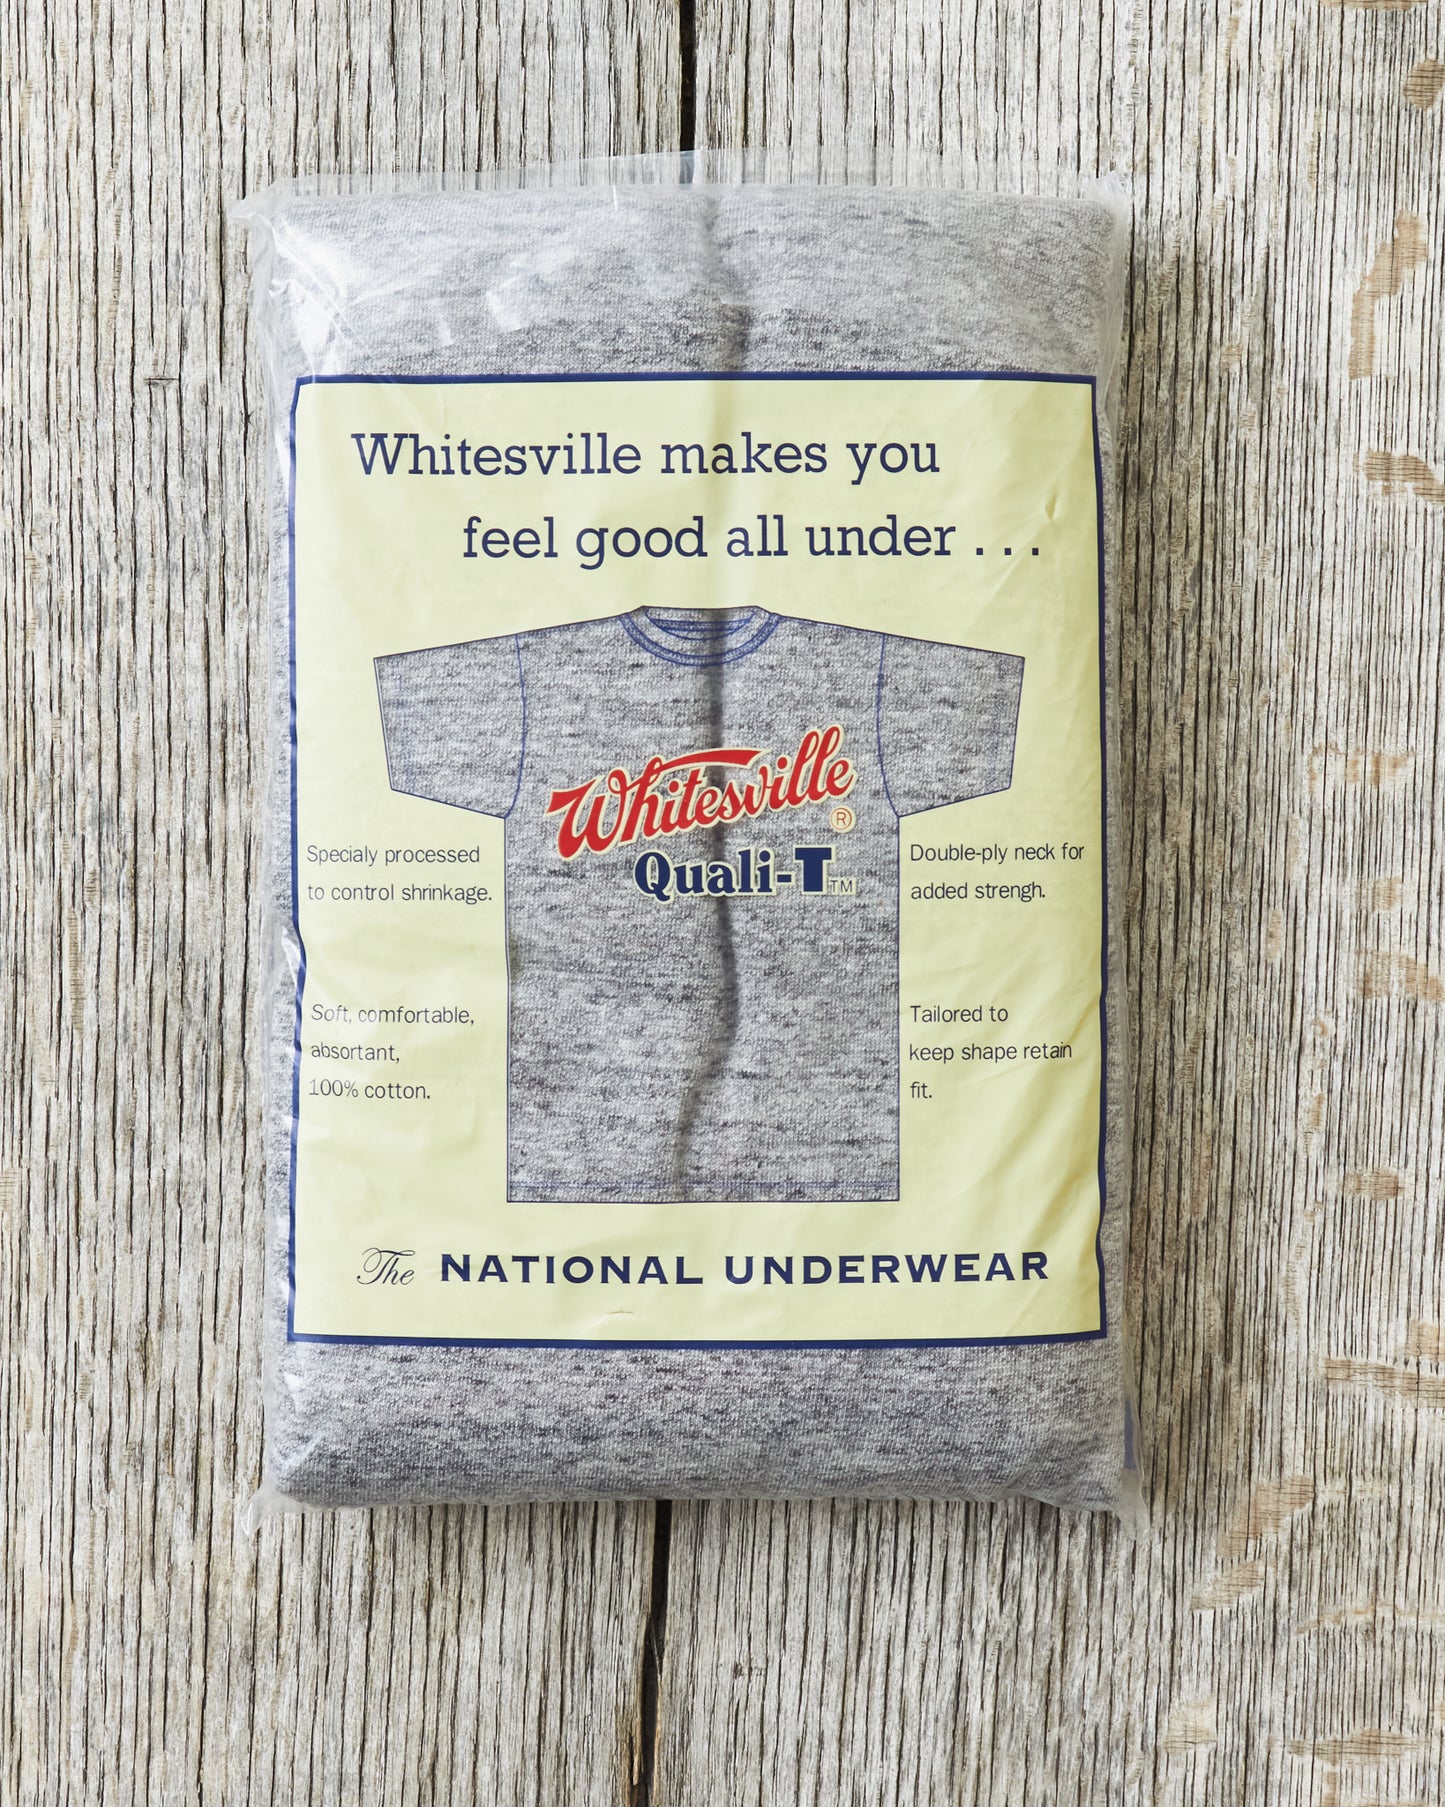 Whitesville makes you
feel good all under . . .
Whitesville ®
Quali-T TM
Specialy processed
to control shrinkage.
Double-ply neck for
added strengh.
Soft, comfortable,
absortant,
100% cotton.
Tailored to
keep shape retain
fit.
The NATIONAL UNDERWEAR